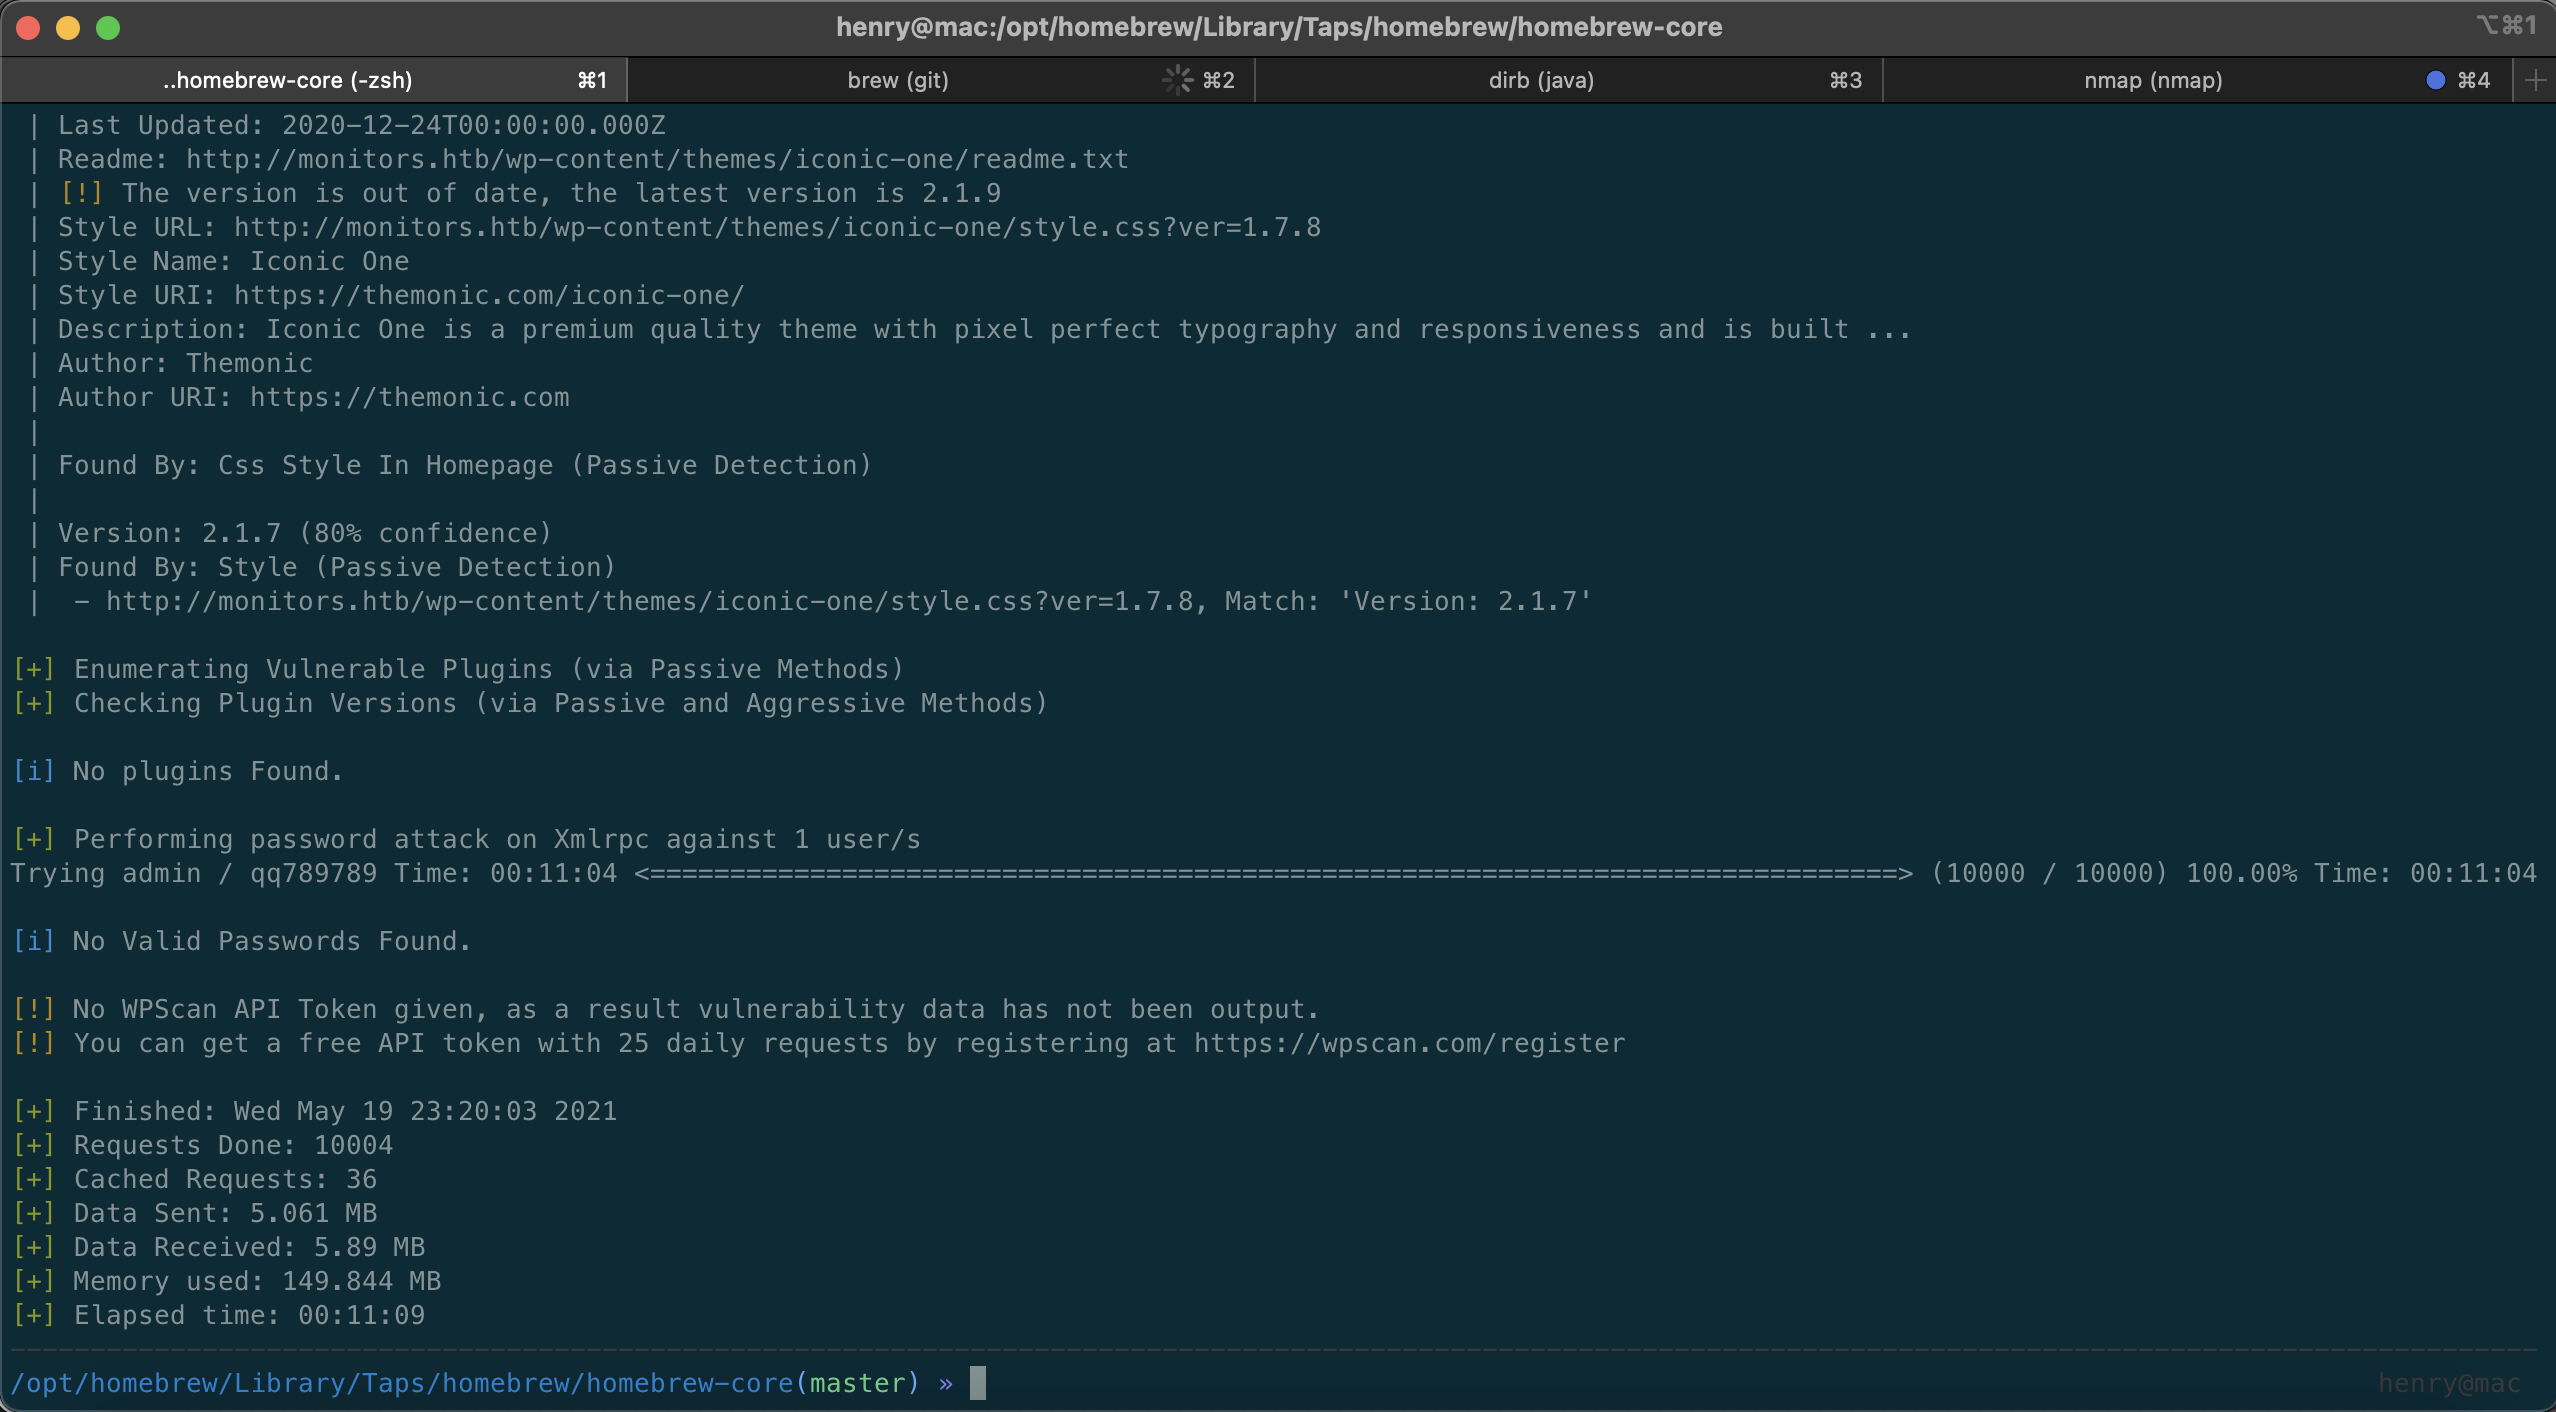 henry@mac:/opt/homebrew/Library/Taps/homebrew/homebrew-core ⌥⌘1
..homebrew-core (-zsh) ⌘1 brew (git) ⌘2 dirb (java) ⌘3 nmap (nmap) ⌘4 +
| Last Updated: 2020-12-24T00:00:00.000Z
| Readme: http://monitors.htb/wp-content/themes/iconic-one/readme.txt
| [!] The version is out of date, the latest version is 2.1.9
| Style URL: http://monitors.htb/wp-content/themes/iconic-one/style.css?ver=1.7.8
| Style Name: Iconic One
| Style URI: https://themonic.com/iconic-one/
| Description: Iconic One is a premium quality theme with pixel perfect typography and responsiveness and is built ...
| Author: Themonic
| Author URI: https://themonic.com
|
| Found By: Css Style In Homepage (Passive Detection)
|
| Version: 2.1.7 (80% confidence)
| Found By: Style (Passive Detection)
|  - http://monitors.htb/wp-content/themes/iconic-one/style.css?ver=1.7.8, Match: 'Version: 2.1.7'
[+] Enumerating Vulnerable Plugins (via Passive Methods)
[+] Checking Plugin Versions (via Passive and Aggressive Methods)
[i] No plugins Found.
[+] Performing password attack on Xmlrpc against 1 user/s
Trying admin / qq789789 Time: 00:11:04 <==============================================================================> (10000 / 10000) 100.00% Time: 00:11:04
[i] No Valid Passwords Found.
[!] No WPScan API Token given, as a result vulnerability data has not been output.
[!] You can get a free API token with 25 daily requests by registering at https://wpscan.com/register
[+] Finished: Wed May 19 23:20:03 2021
[+] Requests Done: 10004
[+] Cached Requests: 36
[+] Data Sent: 5.061 MB
[+] Data Received: 5.89 MB
[+] Memory used: 149.844 MB
[+] Elapsed time: 00:11:09
/opt/homebrew/Library/Taps/homebrew/homebrew-core(master) » henry@mac